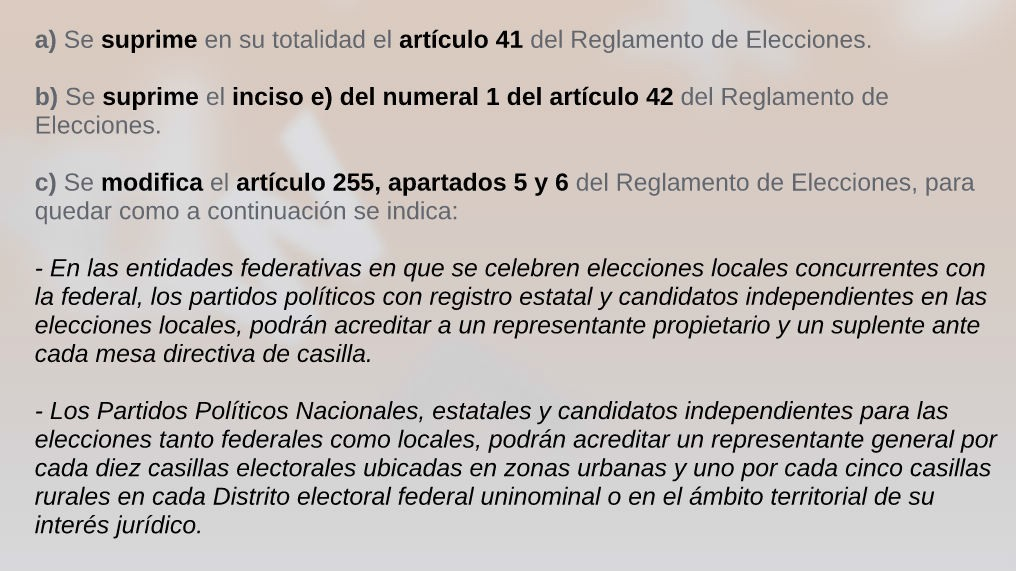 a) Se suprime en su totalidad el artículo 41 del Reglamento de Elecciones.
b) Se suprime el inciso e) del numeral 1 del artículo 42 del Reglamento de
Elecciones.
c) Se modifica el artículo 255, apartados 5 y 6 del Reglamento de Elecciones, para
quedar como a continuación se indica:
- En las entidades federativas en que se celebren elecciones locales concurrentes con
la federal, los partidos políticos con registro estatal y candidatos independientes en las
elecciones locales, podrán acreditar a un representante propietario y un suplente ante
cada mesa directiva de casilla.
- Los Partidos Políticos Nacionales, estatales y candidatos independientes para las
elecciones tanto federales como locales, podrán acreditar un representante general por
cada diez casillas electorales ubicadas en zonas urbanas y uno por cada cinco casillas
rurales en cada Distrito electoral federal uninominal o en el ámbito territorial de su
interés jurídico.